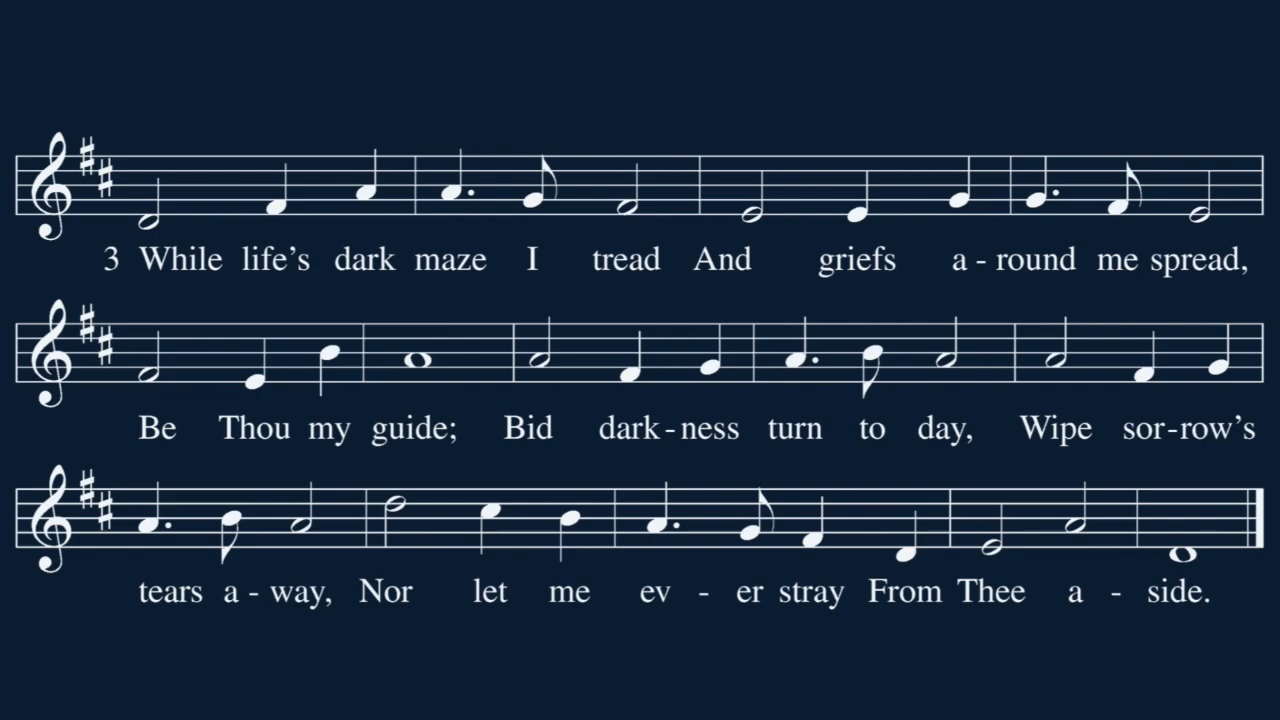 3 While life’s dark maze I tread And griefs a - round me spread,
Be Thou my guide; Bid dark - ness turn to day, Wipe sor - row’s
tears a - way, Nor let me ev - er stray From Thee a - side.